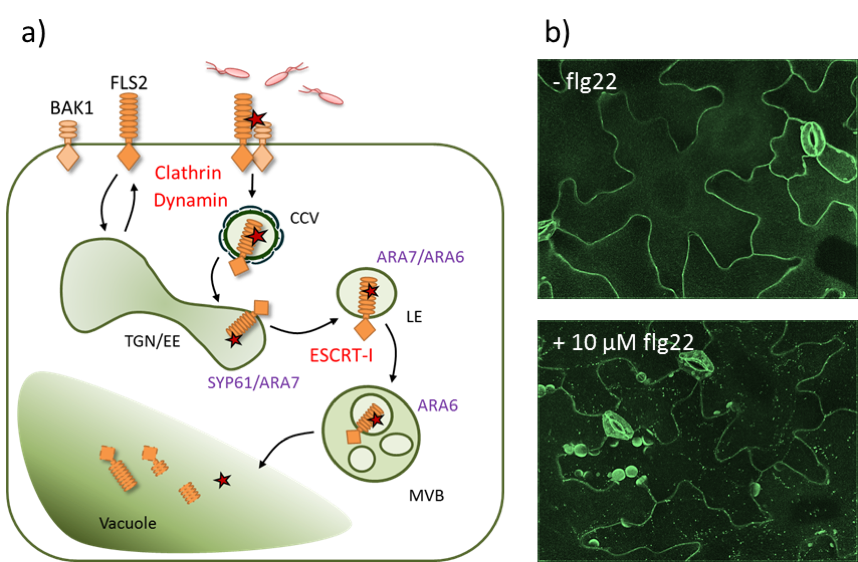 a)
BAK1
FLS2
Clathrin
Dynamin
CCV
ARA7/ARA6
TGN/EE
LE
ESCRT-I
SYP61/ARA7
ARA6
MVB
Vacuole
b)
- flg22
+ 10 µM flg22